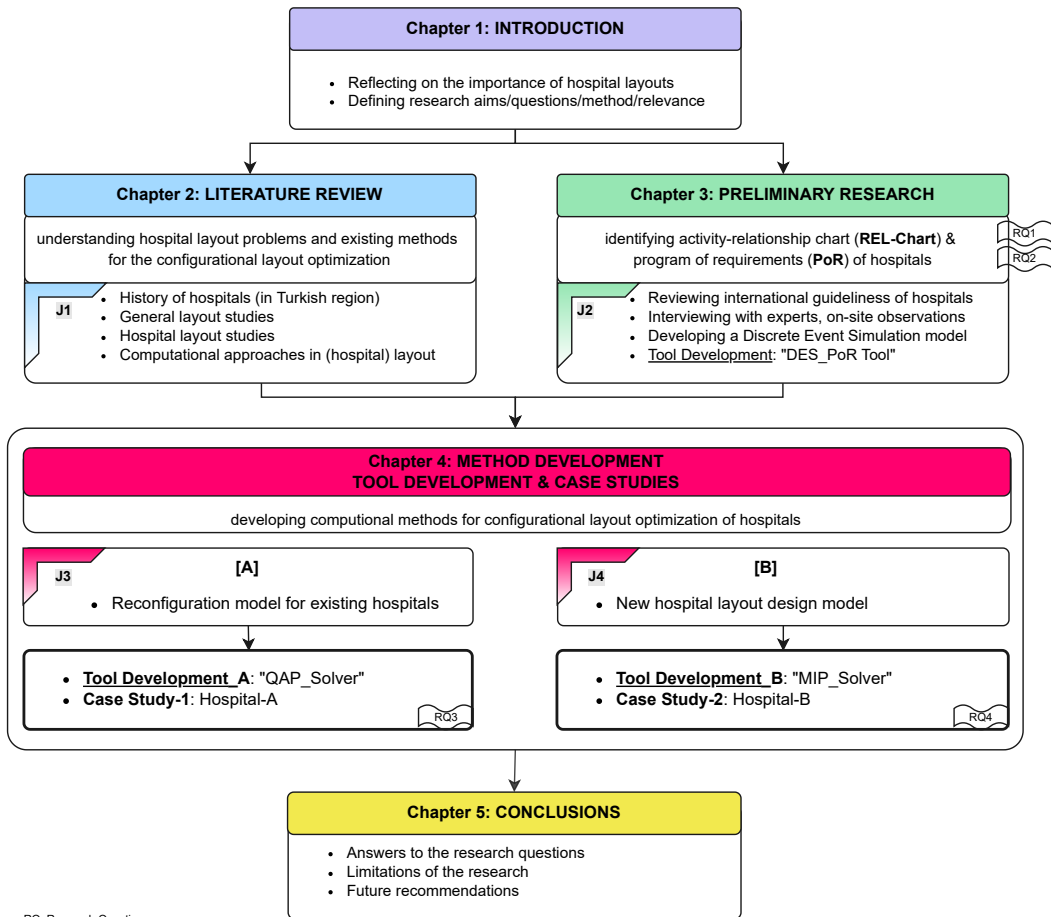 Chapter 1: INTRODUCTION
• Reflecting on the importance of hospital layouts
• Defining research aims/questions/method/relevance
Chapter 2: LITERATURE REVIEW
understanding hospital layout problems and existing methods
for the configurational layout optimization
J1
• History of hospitals (in Turkish region)
• General layout studies
• Hospital layout studies
• Computational approaches in (hospital) layout
Chapter 3: PRELIMINARY RESEARCH
identifying activity-relationship chart (REL-Chart) &
program of requirements (PoR) of hospitals
RQ1
RQ2
J2
• Reviewing international guideliness of hospitals
• Interviewing with experts, on-site observations
• Developing a Discrete Event Simulation model
• Tool Development: "DES_PoR Tool"
Chapter 4: METHOD DEVELOPMENT
TOOL DEVELOPMENT & CASE STUDIES
developing computional methods for configurational layout optimization of hospitals
J3
[A]
• Reconfiguration model for existing hospitals
• Tool Development_A: "QAP_Solver"
• Case Study-1: Hospital-A
RQ3
J4
[B]
• New hospital layout design model
• Tool Development_B: "MIP_Solver"
• Case Study-2: Hospital-B
RQ4
Chapter 5: CONCLUSIONS
• Answers to the research questions
• Limitations of the research
• Future recommendations